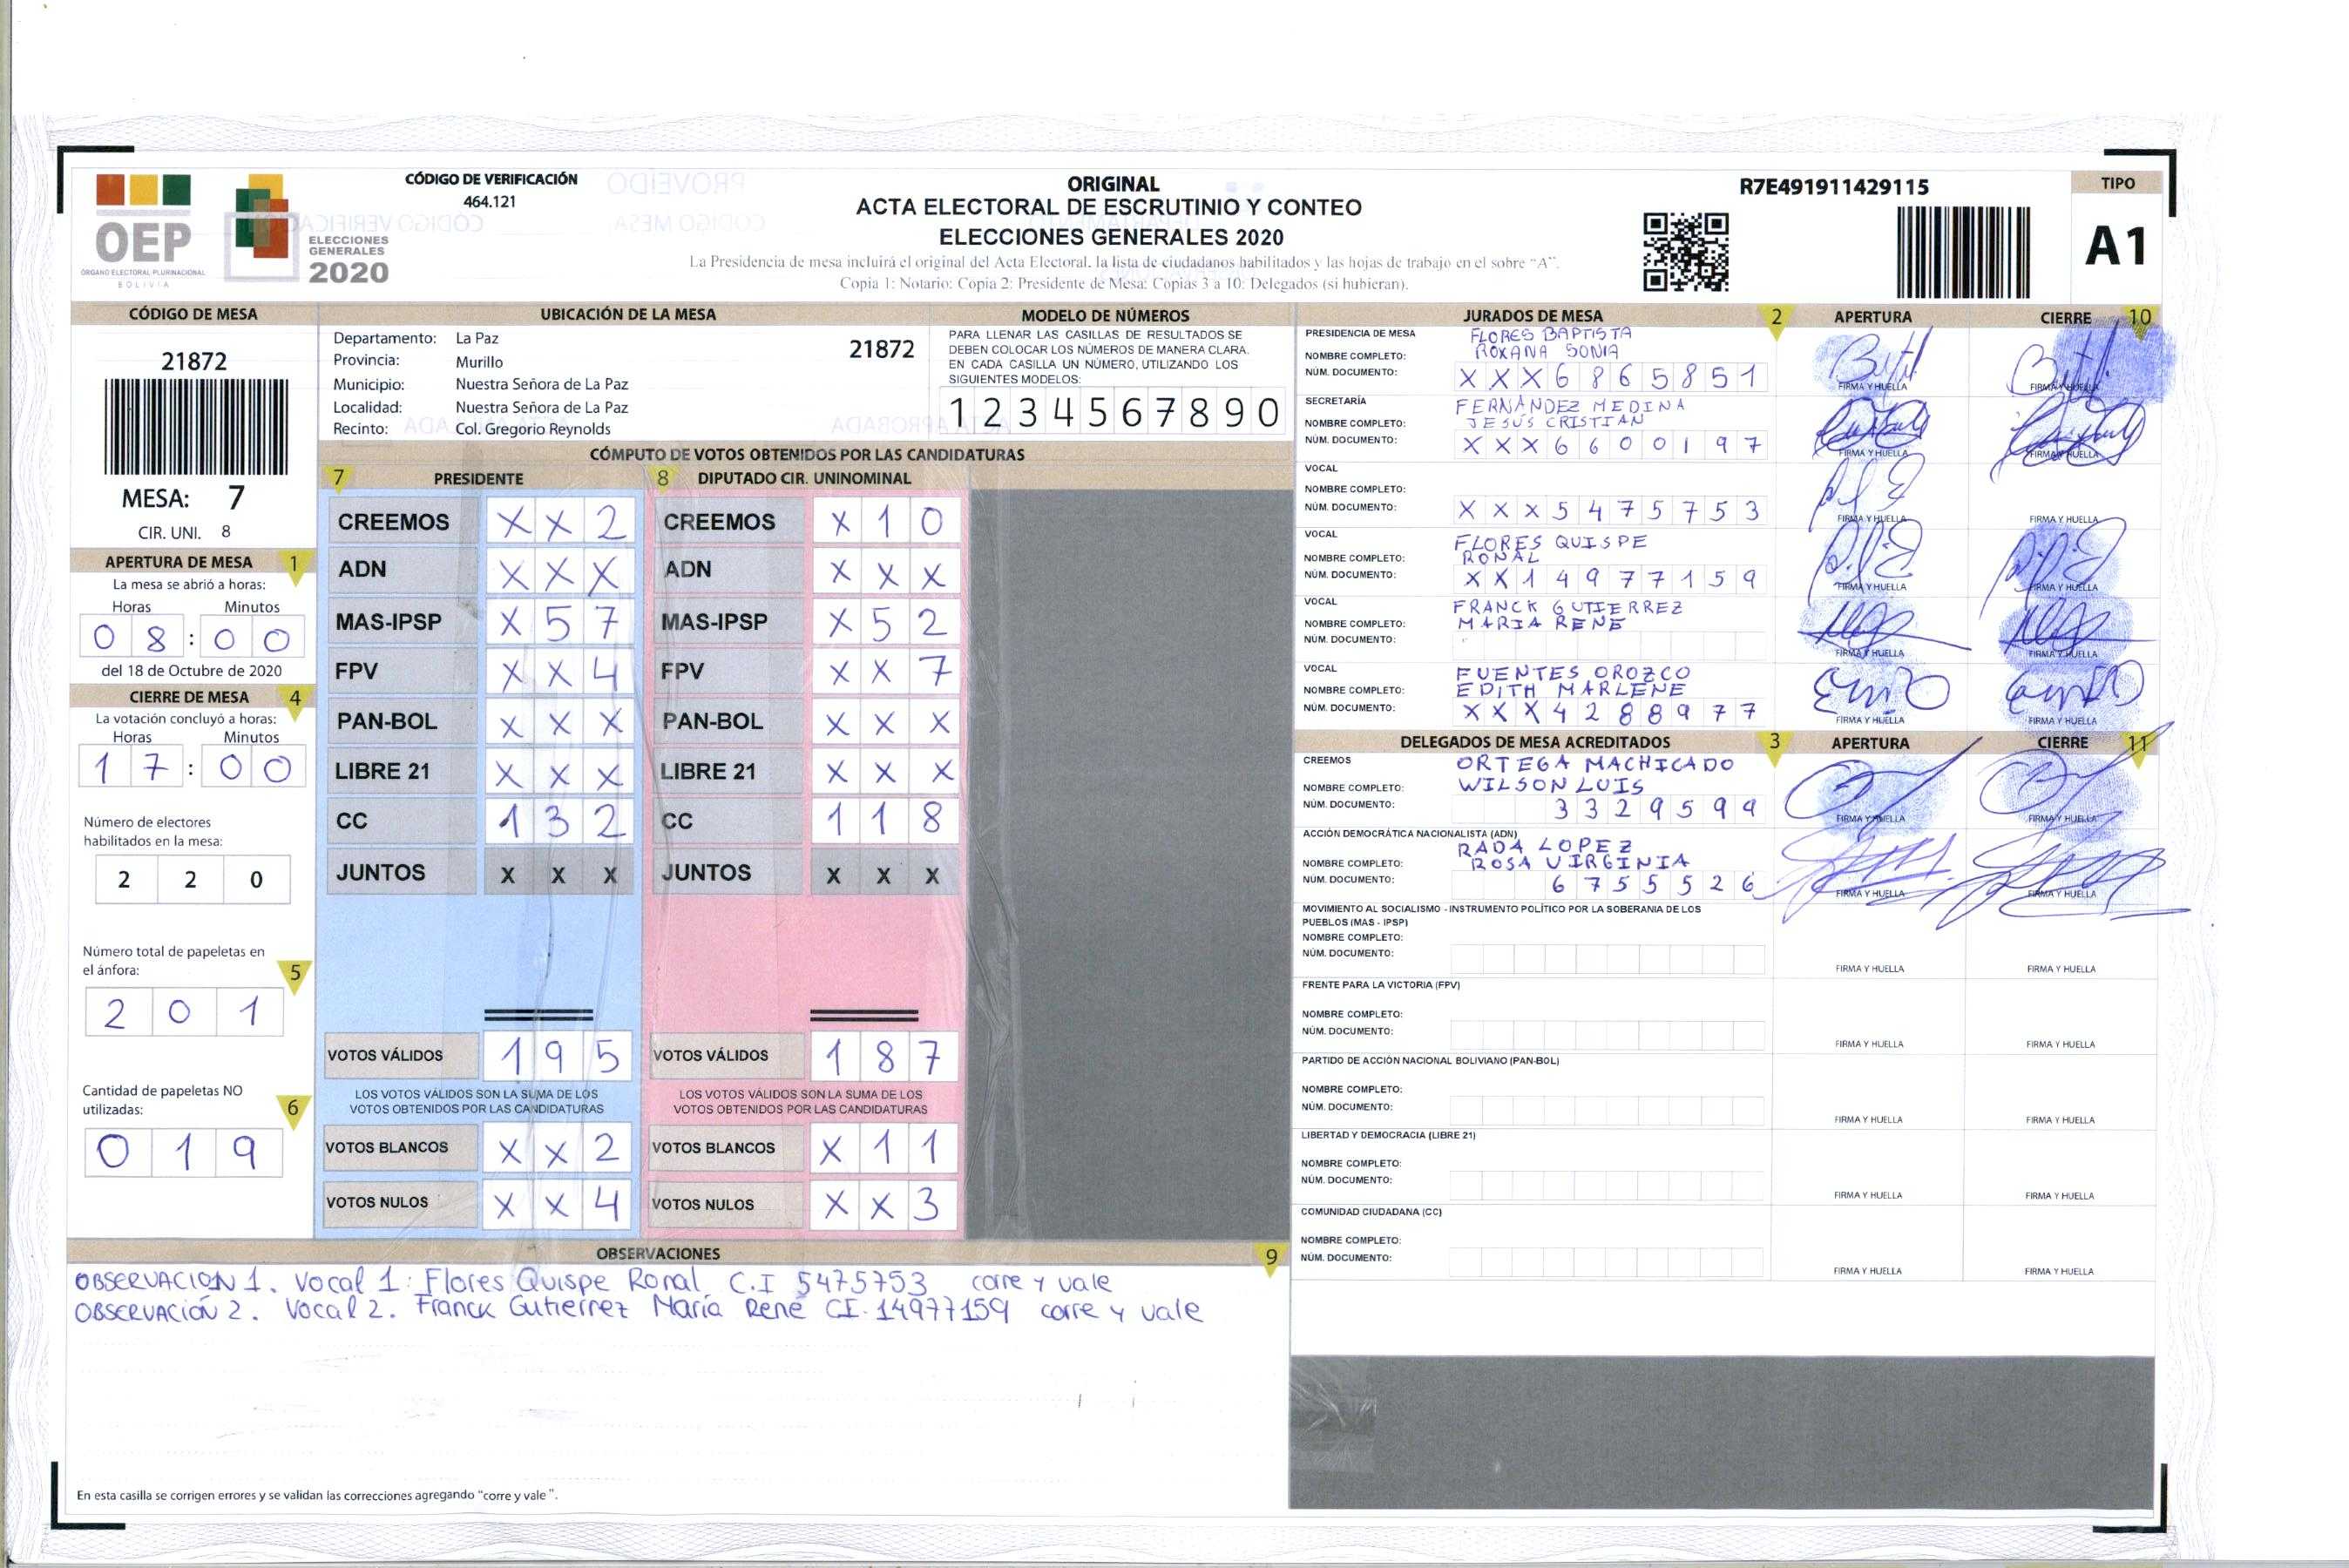 CÓDIGO DE VERIFICACIÓN
464.121
OEP
ÓRGANO ELECTORAL PLURINACIONAL
BOLIVIA
ELECCIONES
GENERALES
2020
ORIGINAL
ACTA ELECTORAL DE ESCRUTINIO Y CONTEO
ELECCIONES GENERALES 2020
La Presidencia de mesa incluirá el original del Acta Electoral, la lista de ciudadanos habilitados y las hojas de trabajo en el sobre "A".
Copia 1: Notario; Copia 2: Presidente de Mesa; Copias 3 a 10: Delegados (si hubieran).
R7E491911429115
TIPO
A1
CÓDIGO DE MESA
21872
MESA: 7
CIR. UNI. 8
APERTURA DE MESA 1
La mesa se abrió a horas:
Horas Minutos
0 8 : 0 0
del 18 de Octubre de 2020
CIERRE DE MESA 4
La votación concluyó a horas:
Horas Minutos
1 7 : 0 0
Número de electores
habilitados en la mesa:
2 2 0
Número total de papeletas en
el ánfora: 5
2 0 1
Cantidad de papeletas NO
utilizadas: 6
0 1 9
UBICACIÓN DE LA MESA
Departamento: La Paz
21872
Provincia: Murillo
Municipio: Nuestra Señora de La Paz
Localidad: Nuestra Señora de La Paz
Recinto: Col. Gregorio Reynolds
MODELO DE NÚMEROS
PARA LLENAR LAS CASILLAS DE RESULTADOS SE
DEBEN COLOCAR LOS NÚMEROS DE MANERA CLARA.
EN CADA CASILLA UN NÚMERO, UTILIZANDO LOS
SIGUIENTES MODELOS:
1 2 3 4 5 6 7 8 9 0
CÓMPUTO DE VOTOS OBTENIDOS POR LAS CANDIDATURAS
7 PRESIDENTE
CREEMOS X X 2
ADN X X X
MAS-IPSP X 5 7
FPV X X 4
PAN-BOL X X X
LIBRE 21 X X X
CC 1 3 2
JUNTOS X X X
VOTOS VÁLIDOS 1 9 5
LOS VOTOS VÁLIDOS SON LA SUMA DE LOS
VOTOS OBTENIDOS POR LAS CANDIDATURAS
VOTOS BLANCOS X X 2
VOTOS NULOS X X 4
8 DIPUTADO CIR. UNINOMINAL
CREEMOS X 1 0
ADN X X X
MAS-IPSP X 5 2
FPV X X 7
PAN-BOL X X X
LIBRE 21 X X X
CC 1 1 8
JUNTOS X X X
VOTOS VÁLIDOS 1 8 7
LOS VOTOS VÁLIDOS SON LA SUMA DE LOS
VOTOS OBTENIDOS POR LAS CANDIDATURAS
VOTOS BLANCOS X 1 1
VOTOS NULOS X X 3
OBSERVACIONES 9
OBSERVACION 1. Vocal 1: Flores Quispe Ronal C.I 5475753 corre y vale
OBSERVACIÓN 2. Vocal 2. Franck Gutierrez María René CI. 14977159 corre y vale
En esta casilla se corrigen errores y se validan las correcciones agregando "corre y vale".
JURADOS DE MESA 2 APERTURA CIERRE 10
PRESIDENCIA DE MESA FLORES BAPTISTA
NOMBRE COMPLETO: ROXANA SONIA
NÚM. DOCUMENTO: X X X 6 8 6 5 8 5 1
FIRMA Y HUELLA FIRMA Y HUELLA
SECRETARÍA FERNÁNDEZ MEDINA
NOMBRE COMPLETO: JESÚS CRISTIAN
NÚM. DOCUMENTO: X X X 6 6 0 0 1 9 7
FIRMA Y HUELLA FIRMA Y HUELLA
VOCAL
NOMBRE COMPLETO:
NÚM. DOCUMENTO: X X X 5 4 7 5 7 5 3
FIRMA Y HUELLA FIRMA Y HUELLA
VOCAL FLORES QUISPE
NOMBRE COMPLETO: RONAL
NÚM. DOCUMENTO: X X 1 4 9 7 7 1 5 9
FIRMA Y HUELLA FIRMA Y HUELLA
VOCAL FRANCK GUTIERREZ
NOMBRE COMPLETO: MARIA RENE
NÚM. DOCUMENTO:
FIRMA Y HUELLA FIRMA Y HUELLA
VOCAL FUENTES OROZCO
NOMBRE COMPLETO: EDITH MARLENE
NÚM. DOCUMENTO: X X X 4 2 8 8 9 7 7
FIRMA Y HUELLA FIRMA Y HUELLA
DELEGADOS DE MESA ACREDITADOS 3 APERTURA CIERRE 11
CREEMOS ORTEGA MACHICADO
NOMBRE COMPLETO: WILSON LUIS
NÚM. DOCUMENTO: 3 3 2 9 5 9 9
FIRMA Y HUELLA FIRMA Y HUELLA
ACCIÓN DEMOCRÁTICA NACIONALISTA (ADN)
RADA LOPEZ
NOMBRE COMPLETO: ROSA VIRGINIA
NÚM. DOCUMENTO: 6 7 5 5 5 2 6
FIRMA Y HUELLA FIRMA Y HUELLA
MOVIMIENTO AL SOCIALISMO - INSTRUMENTO POLÍTICO POR LA SOBERANIA DE LOS
PUEBLOS (MAS - IPSP)
NOMBRE COMPLETO:
NÚM. DOCUMENTO:
FIRMA Y HUELLA FIRMA Y HUELLA
FRENTE PARA LA VICTORIA (FPV)
NOMBRE COMPLETO:
NÚM. DOCUMENTO:
FIRMA Y HUELLA FIRMA Y HUELLA
PARTIDO DE ACCIÓN NACIONAL BOLIVIANO (PAN-BOL)
NOMBRE COMPLETO:
NÚM. DOCUMENTO:
FIRMA Y HUELLA FIRMA Y HUELLA
LIBERTAD Y DEMOCRACIA (LIBRE 21)
NOMBRE COMPLETO:
NÚM. DOCUMENTO:
FIRMA Y HUELLA FIRMA Y HUELLA
COMUNIDAD CIUDADANA (CC)
NOMBRE COMPLETO:
NÚM. DOCUMENTO:
FIRMA Y HUELLA FIRMA Y HUELLA